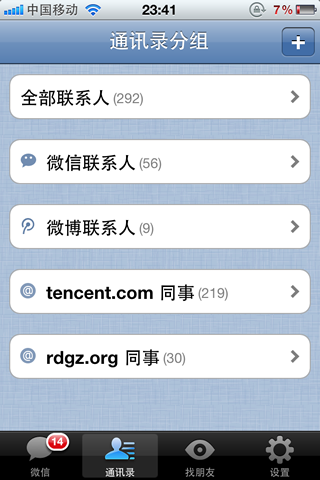 中国移动 23:41 7%
通讯录分组 +
全部联系人 (292)
微信联系人 (56)
微博联系人 (9)
@ tencent.com 同事 (219)
@ rdgz.org 同事 (30)
14
微信 通讯录 找朋友 设置